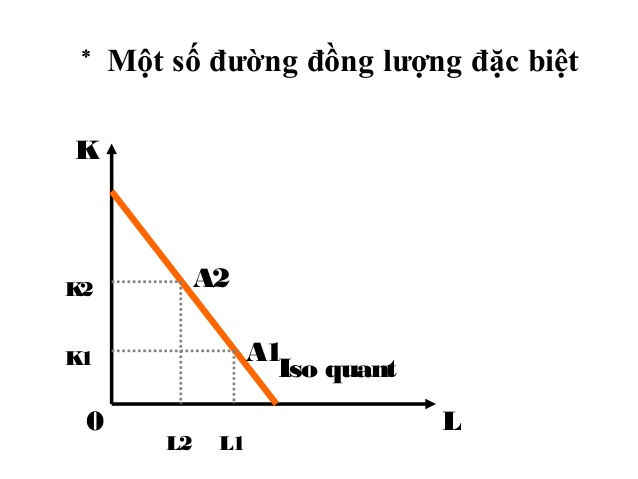 * Một số đường đồng lượng đặc biệt
K
K2
A2
K1
A1
Iso quant
0
L
L2
L1